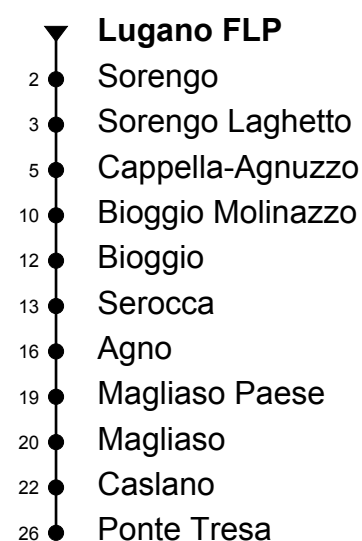 Lugano FLP
2 Sorengo
3 Sorengo Laghetto
5 Cappella-Agnuzzo
10 Bioggio Molinazzo
12 Bioggio
13 Serocca
16 Agno
19 Magliaso Paese
20 Magliaso
22 Caslano
26 Ponte Tresa